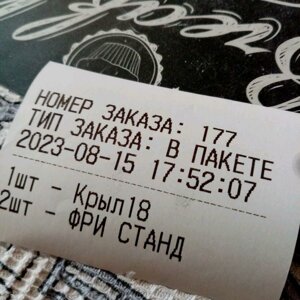 НОМЕР ЗАКАЗА: 177
ТИП ЗАКАЗА: В ПАКЕТЕ
2023-08-15 17:52:07
1шт - Крыл18
2шт - ФРИ СТАНД